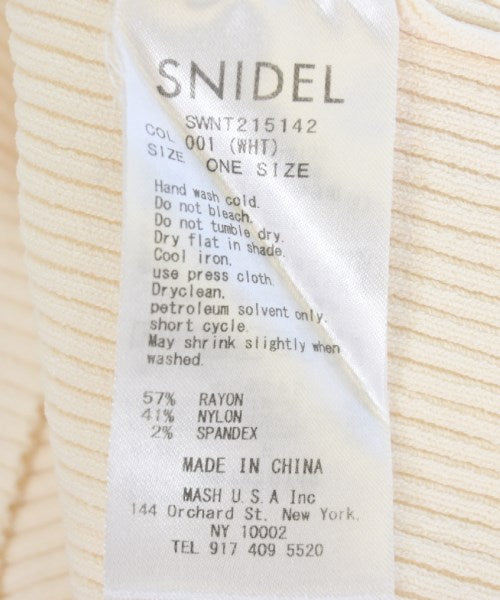 SNIDEL
SWNT215142
COL 001 (WHT)
SIZE ONE SIZE
Hand wash cold.
Do not bleach.
Do not tumble dry.
Dry flat in shade.
Cool iron.
use press cloth.
Dryclean.
petroleum solvent only.
short cycle.
May shrink slightly when
washed.
57% RAYON
41% NYLON
2% SPANDEX
MADE IN CHINA
MASH U.S.A Inc
144 Orchard St. New York.
NY 10002
TEL 917 409 5520